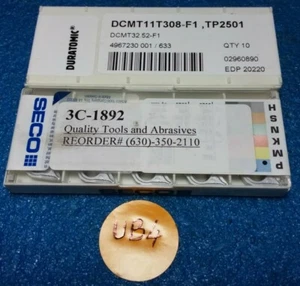 DURATOMIC
DCMT11T308-F1 ,TP2501
DCMT32.52-F1
4967230 001 / 633
QTY 10
02960890
EDP 20220
SECO
3C-1892
Quality Tools and Abrasives
REORDER# (630)-350-2110
P M K N S H
UB4